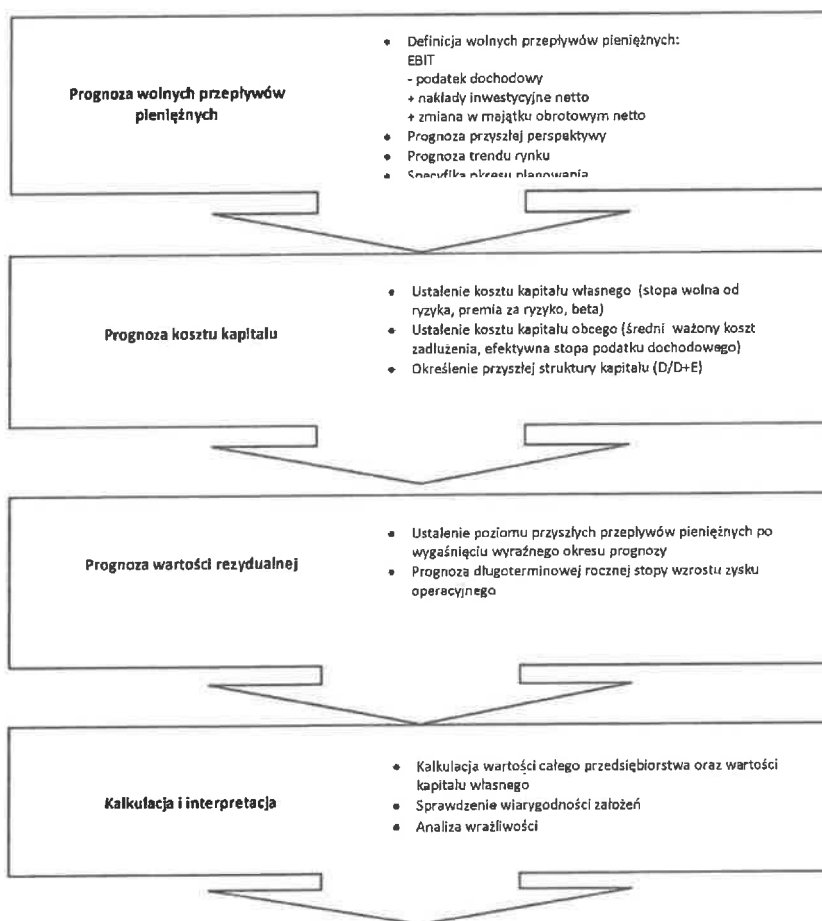 Prognoza wolnych przepływów
pieniężnych
• Definicja wolnych przepływów pieniężnych:
EBIT
- podatek dochodowy
+ nakłady inwestycyjne netto
+ zmiana w majątku obrotowym netto
• Prognoza przyszłej perspektywy
• Prognoza trendu rynku
• Specyfika okresu planowania
Prognoza kosztu kapitału
• Ustalenie kosztu kapitału własnego (stopa wolna od
ryzyka, premia za ryzyko, beta)
• Ustalenie kosztu kapitału obcego (średni ważony koszt
zadłużenia, efektywna stopa podatku dochodowego)
• Określenie przyszłej struktury kapitału (D/D+E)
Prognoza wartości rezydualnej
• Ustalenie poziomu przyszłych przepływów pieniężnych po
wygaśnięciu wyraźnego okresu prognozy
• Prognoza długoterminowej rocznej stopy wzrostu zysku
operacyjnego
Kalkulacja i interpretacja
• Kalkulacja wartości całego przedsiębiorstwa oraz wartości
kapitału własnego
• Sprawdzenie wiarygodności założeń
• Analiza wrażliwości